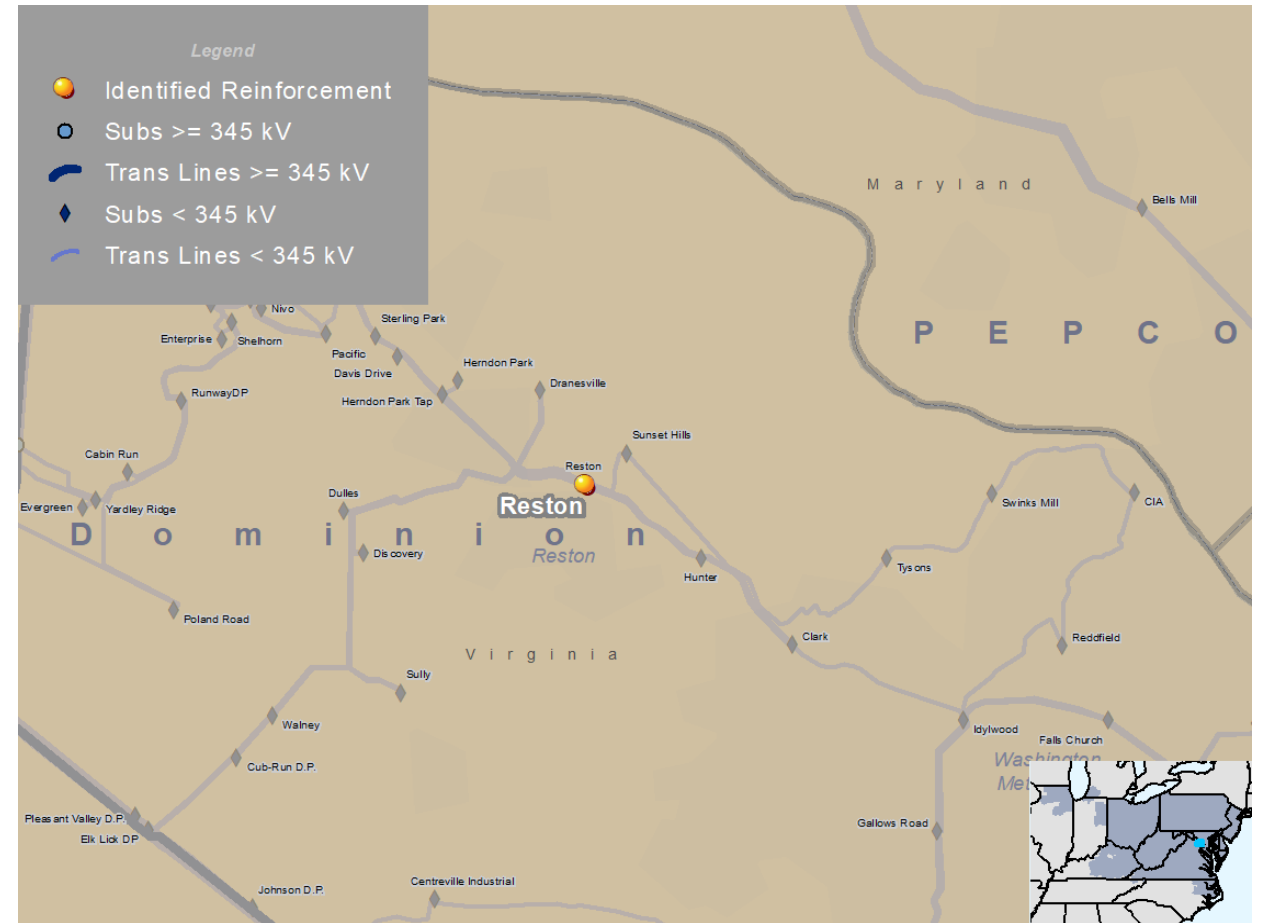 Legend
Identified Reinforcement
Subs >= 345 kV
Trans Lines >= 345 kV
Subs < 345 kV
Trans Lines < 345 kV
Maryland
Bells Mill
PEPCO
Nivo
Sterling Park
Enterprise
Shelhorn
Pacific
Davis Drive
Herndon Park
Dranesville
RunwayDP
Herndon Park Tap
Sunset Hills
Cabin Run
Reston
Dulles
Reston
Swinks Mill
CIA
Evergreen
Yardley Ridge
Dominion
Discovery
Reston
Hunter
Tysons
Poland Road
Clark
Reddfield
Virginia
Sully
Walney
Idylwood
Falls Church
Cub-Run D.P.
Washington
Met
Pleasant Valley D.P.
Elk Lick DP
Gallows Road
Johnson D.P.
Centreville Industrial